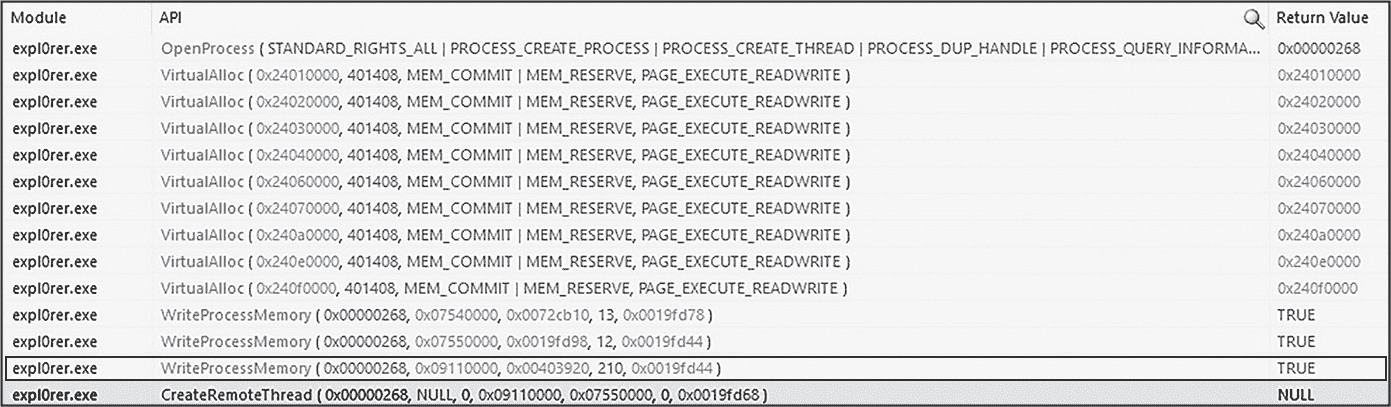 Module API Return Value
expl0rer.exe OpenProcess ( STANDARD_RIGHTS_ALL | PROCESS_CREATE_PROCESS | PROCESS_CREATE_THREAD | PROCESS_DUP_HANDLE | PROCESS_QUERY_INFORMA... 0x00000268
expl0rer.exe VirtualAlloc ( 0x24010000, 401408, MEM_COMMIT | MEM_RESERVE, PAGE_EXECUTE_READWRITE ) 0x24010000
expl0rer.exe VirtualAlloc ( 0x24020000, 401408, MEM_COMMIT | MEM_RESERVE, PAGE_EXECUTE_READWRITE ) 0x24020000
expl0rer.exe VirtualAlloc ( 0x24030000, 401408, MEM_COMMIT | MEM_RESERVE, PAGE_EXECUTE_READWRITE ) 0x24030000
expl0rer.exe VirtualAlloc ( 0x24040000, 401408, MEM_COMMIT | MEM_RESERVE, PAGE_EXECUTE_READWRITE ) 0x24040000
expl0rer.exe VirtualAlloc ( 0x24060000, 401408, MEM_COMMIT | MEM_RESERVE, PAGE_EXECUTE_READWRITE ) 0x24060000
expl0rer.exe VirtualAlloc ( 0x24070000, 401408, MEM_COMMIT | MEM_RESERVE, PAGE_EXECUTE_READWRITE ) 0x24070000
expl0rer.exe VirtualAlloc ( 0x240a0000, 401408, MEM_COMMIT | MEM_RESERVE, PAGE_EXECUTE_READWRITE ) 0x240a0000
expl0rer.exe VirtualAlloc ( 0x240e0000, 401408, MEM_COMMIT | MEM_RESERVE, PAGE_EXECUTE_READWRITE ) 0x240e0000
expl0rer.exe VirtualAlloc ( 0x240f0000, 401408, MEM_COMMIT | MEM_RESERVE, PAGE_EXECUTE_READWRITE ) 0x240f0000
expl0rer.exe WriteProcessMemory ( 0x00000268, 0x07540000, 0x0072cb10, 13, 0x0019fd78 ) TRUE
expl0rer.exe WriteProcessMemory ( 0x00000268, 0x07550000, 0x0019fd98, 12, 0x0019fd44 ) TRUE
expl0rer.exe WriteProcessMemory ( 0x00000268, 0x09110000, 0x00403920, 210, 0x0019fd44 ) TRUE
expl0rer.exe CreateRemoteThread ( 0x00000268, NULL, 0, 0x09110000, 0x07550000, 0, 0x0019fd68 ) NULL